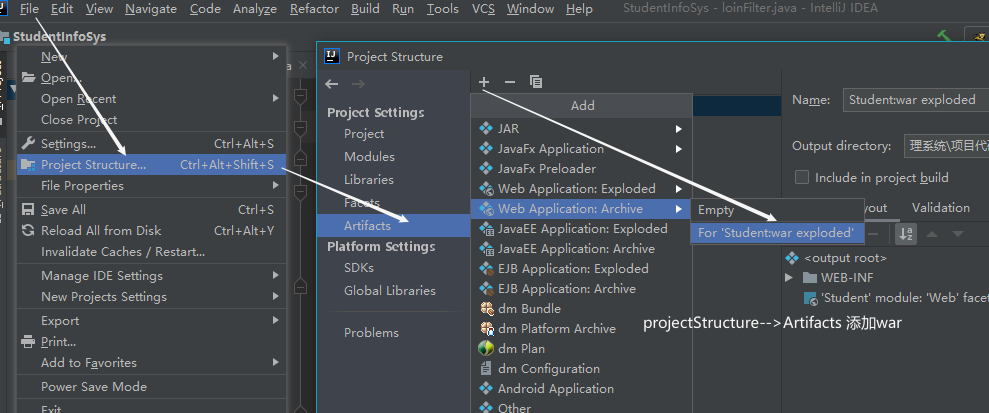 File Edit View Navigate Code Analyze Refactor Build Run Tools VCS Window Help StudentInfoSys - loinFilter.java - IntelliJ IDEA
StudentInfoSys
New
Open...
Open Recent
Close Project
Settings... Ctrl+Alt+S
Project Structure... Ctrl+Alt+Shift+S
File Properties
Save All Ctrl+S
Reload All from Disk Ctrl+Alt+Y
Invalidate Caches / Restart...
Manage IDE Settings
New Projects Settings
Export
Print...
Add to Favorites
Power Save Mode
Exit
Project Structure
Project Settings
Project
Modules
Libraries
Facets
Artifacts
Platform Settings
SDKs
Global Libraries
Problems
Add
JAR
JavaFx Application
JavaFx Preloader
Web Application: Exploded
Web Application: Archive
JavaEE Application: Exploded
JavaEE Application: Archive
EJB Application: Exploded
EJB Application: Archive
dm Bundle
dm Platform Archive
dm Plan
dm Configuration
Android Application
Other
Empty
For 'Student:war exploded'
Name: Student:war exploded
Output directory: 理系统\项目代
Include in project build
out Validation
<output root>
WEB-INF
'Student' module: 'Web' facet
projectStructure-->Artifacts 添加war